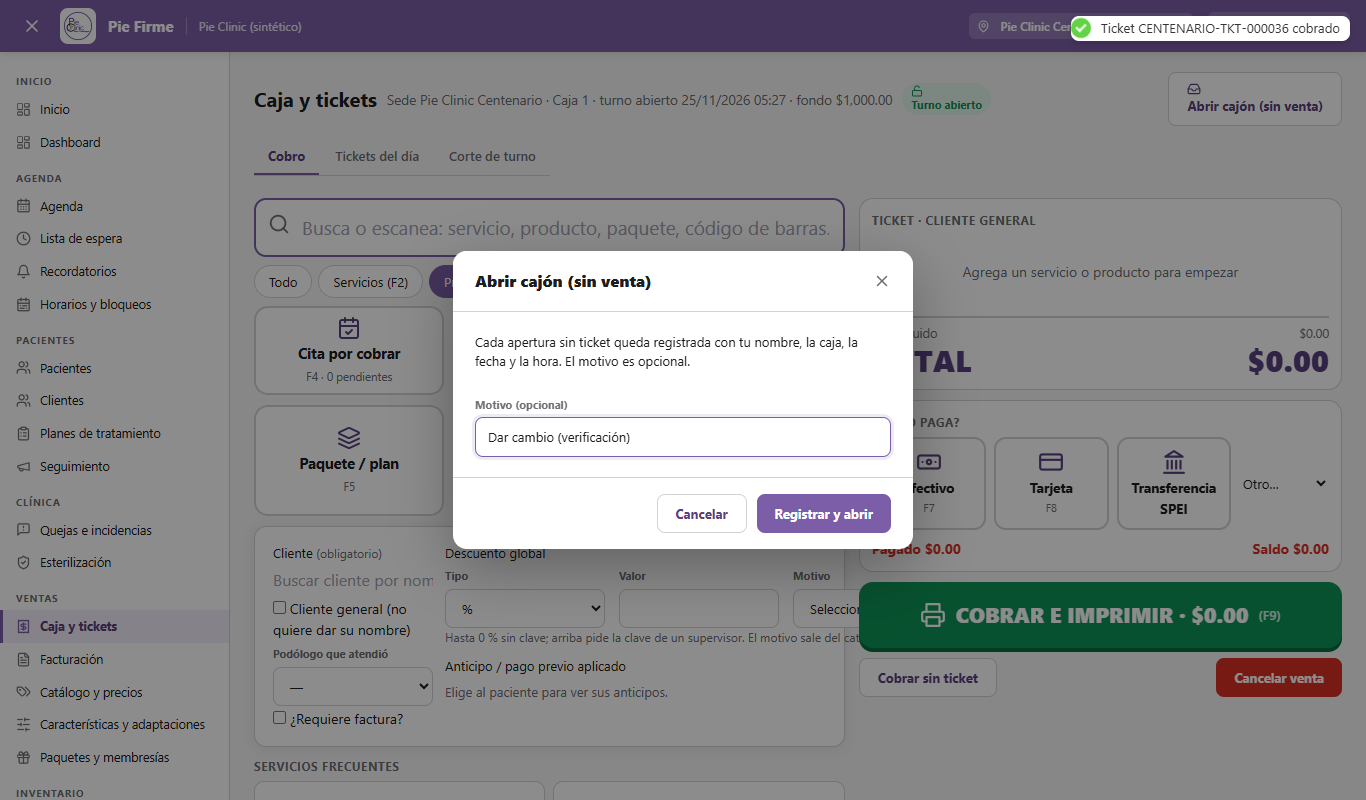 Pie Firme
Pie Clinic (sintético)
Pie Clinic Cen
Ticket CENTENARIO-TKT-000036 cobrado
INICIO
Inicio
Dashboard
AGENDA
Agenda
Lista de espera
Recordatorios
Horarios y bloqueos
PACIENTES
Pacientes
Clientes
Planes de tratamiento
Seguimiento
CLÍNICA
Quejas e incidencias
Esterilización
VENTAS
Caja y tickets
Facturación
Catálogo y precios
Características y adaptaciones
Paquetes y membresías
INVENTARIO
Caja y tickets
Sede Pie Clinic Centenario · Caja 1 · turno abierto 25/11/2026 05:27 · fondo $1,000.00
Turno abierto
Abrir cajón (sin venta)
Cobro
Tickets del día
Corte de turno
Busca o escanea: servicio, producto, paquete, código de barras.
Todo
Servicios (F2)
Cita por cobrar
F4 · 0 pendientes
Paquete / plan
F5
Abrir cajón (sin venta)
Cada apertura sin ticket queda registrada con tu nombre, la caja, la
fecha y la hora. El motivo es opcional.
Motivo (opcional)
Dar cambio (verificación)
Cancelar
Registrar y abrir
Cliente (obligatorio)
Buscar cliente por nom
Cliente general (no
quiere dar su nombre)
Podólogo que atendió
—
¿Requiere factura?
Descuento global
Tipo
Valor
Motivo
%
Seleccion
Hasta 0 % sin clave; arriba pide la clave de un supervisor. El motivo sale del cat
Anticipo / pago previo aplicado
Elige al paciente para ver sus anticipos.
SERVICIOS FRECUENTES
TICKET · CLIENTE GENERAL
Agrega un servicio o producto para empezar
uido
$0.00
TAL
$0.00
PAGA?
fectivo
F7
Tarjeta
F8
Transferencia
SPEI
Otro...
Pagado $0.00
Saldo $0.00
COBRAR E IMPRIMIR · $0.00 (F9)
Cobrar sin ticket
Cancelar venta